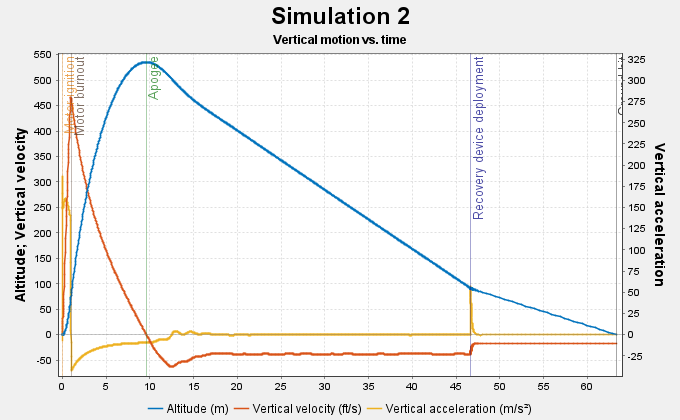 Simulation 2
Vertical motion vs. time
Altitude; Vertical velocity
550
500
450
400
350
300
250
200
150
100
50
0
-50
Motor ignition
Motor burnout
Apogee
Recovery device deployment
325
300
275
250
225
200
175
150
125
100
75
50
25
0
-25
Vertical acceleration
0 5 10 15 20 25 30 35 40 45 50 55 60
Altitude (m) Vertical velocity (ft/s) Vertical acceleration (m/s²)